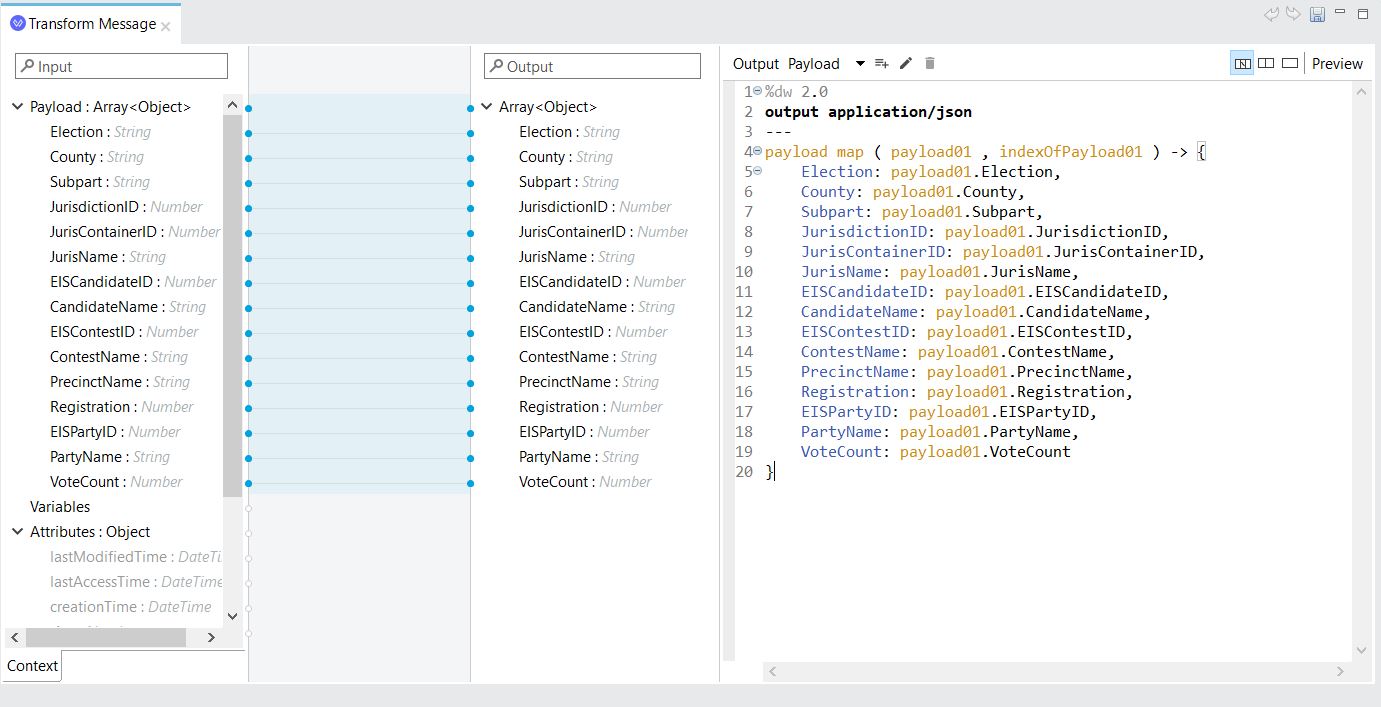 Transform Message
Input
Payload : Array<Object>
Election : String
County : String
Subpart : String
JurisdictionID : Number
JurisContainerID : Number
JurisName : String
EISCandidateID : Number
CandidateName : String
EISContestID : Number
ContestName : String
PrecinctName : String
Registration : Number
EISPartyID : Number
PartyName : String
VoteCount : Number
Variables
Attributes : Object
lastModifiedTime : DateTi
lastAccessTime : DateTime
creationTime : DateTime
Context
Output
Array<Object>
Election : String
County : String
Subpart : String
JurisdictionID : Number
JurisContainerID : Number
JurisName : String
EISCandidateID : Number
CandidateName : String
EISContestID : Number
ContestName : String
PrecinctName : String
Registration : Number
EISPartyID : Number
PartyName : String
VoteCount : Number
Output Payload Preview
1 %dw 2.0
2 output application/json
3 ---
4 payload map ( payload01 , indexOfPayload01 ) -> {
5 Election: payload01.Election,
6 County: payload01.County,
7 Subpart: payload01.Subpart,
8 JurisdictionID: payload01.JurisdictionID,
9 JurisContainerID: payload01.JurisContainerID,
10 JurisName: payload01.JurisName,
11 EISCandidateID: payload01.EISCandidateID,
12 CandidateName: payload01.CandidateName,
13 EISContestID: payload01.EISContestID,
14 ContestName: payload01.ContestName,
15 PrecinctName: payload01.PrecinctName,
16 Registration: payload01.Registration,
17 EISPartyID: payload01.EISPartyID,
18 PartyName: payload01.PartyName,
19 VoteCount: payload01.VoteCount
20 }